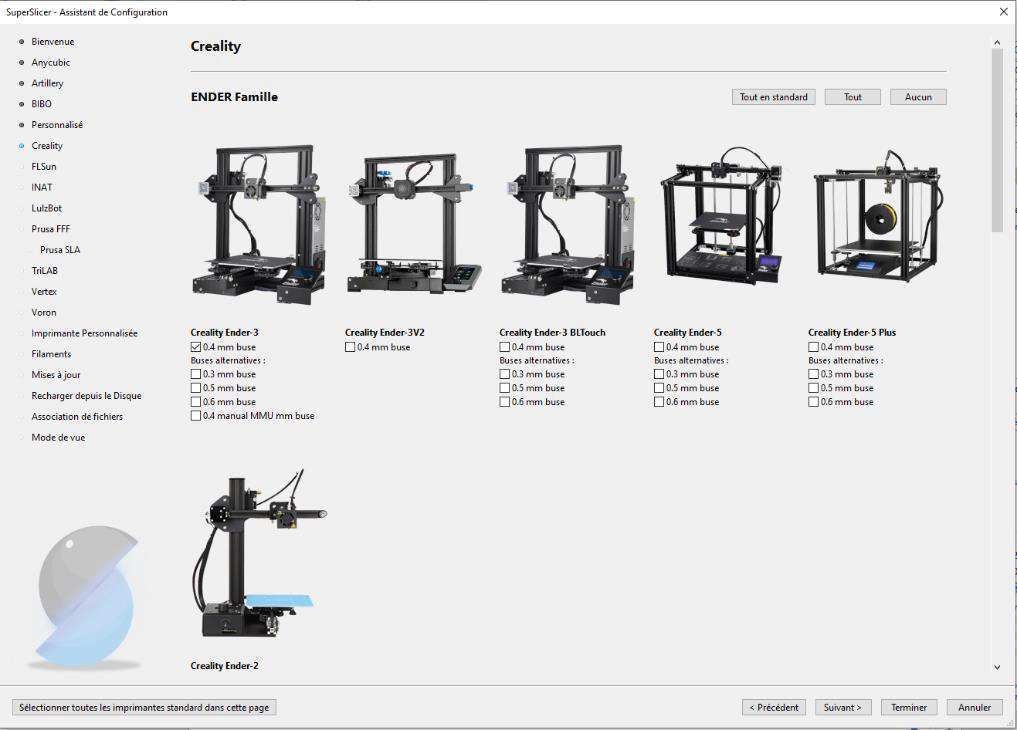 SuperSlicer - Assistant de Configuration
Bienvenue
Anycubic
Artillery
BIBO
Personnalisé
Creality
FLSun
INAT
LulzBot
Prusa FFF
Prusa SLA
TriLAB
Vertex
Voron
Imprimante Personnalisée
Filaments
Mises à jour
Recharger depuis le Disque
Association de fichiers
Mode de vue
Creality
ENDER Famille
Tout en standard
Tout
Aucun
Creality Ender-3
0.4 mm buse
Buses alternatives :
0.3 mm buse
0.5 mm buse
0.6 mm buse
0.4 manual MMU mm buse
Creality Ender-3V2
0.4 mm buse
Creality Ender-3 BLTouch
0.4 mm buse
Buses alternatives :
0.3 mm buse
0.5 mm buse
0.6 mm buse
Creality Ender-5
0.4 mm buse
Buses alternatives :
0.3 mm buse
0.5 mm buse
0.6 mm buse
Creality Ender-5 Plus
0.4 mm buse
Buses alternatives :
0.3 mm buse
0.5 mm buse
0.6 mm buse
Creality Ender-2
Sélectionner toutes les imprimantes standard dans cette page
< Précédent
Suivant >
Terminer
Annuler